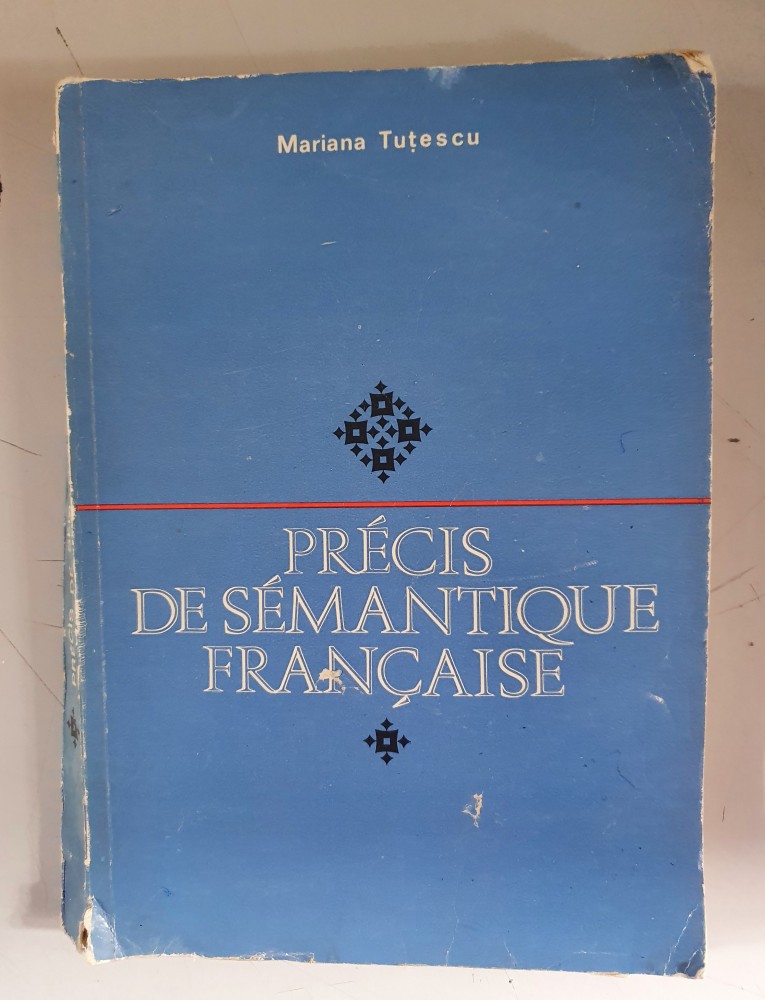 Mariana Tuțescu
PRÉCIS
DE SÉMANTIQUE
FRANÇAISE